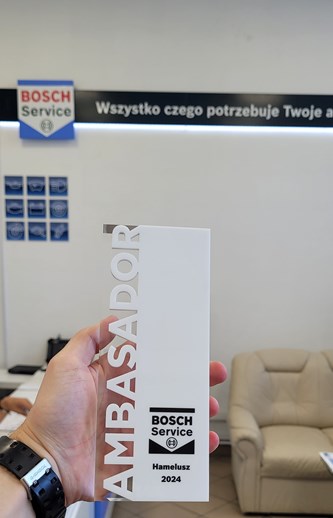 BOSCH
Service
Wszystko czego potrzebuje Twoje a
AMBASADOR
BOSCH
Service
Hamelusz
2024